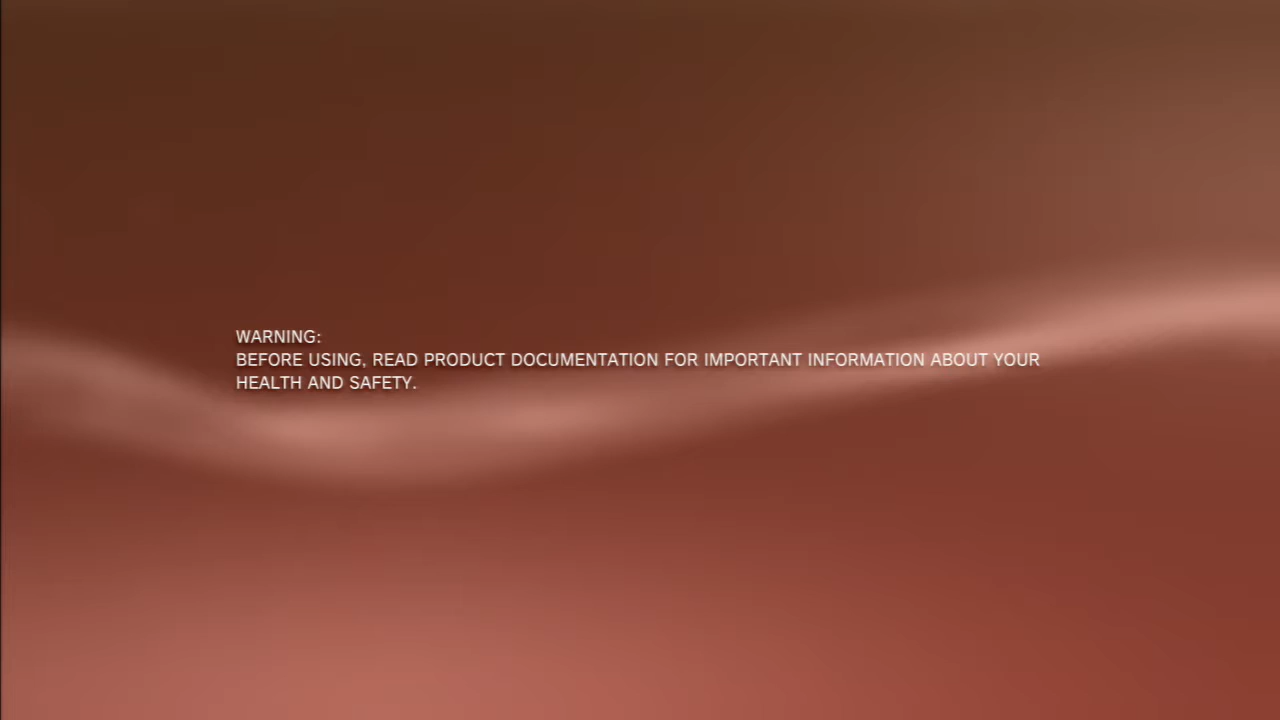 WARNING:
BEFORE USING, READ PRODUCT DOCUMENTATION FOR IMPORTANT INFORMATION ABOUT YOUR
HEALTH AND SAFETY.